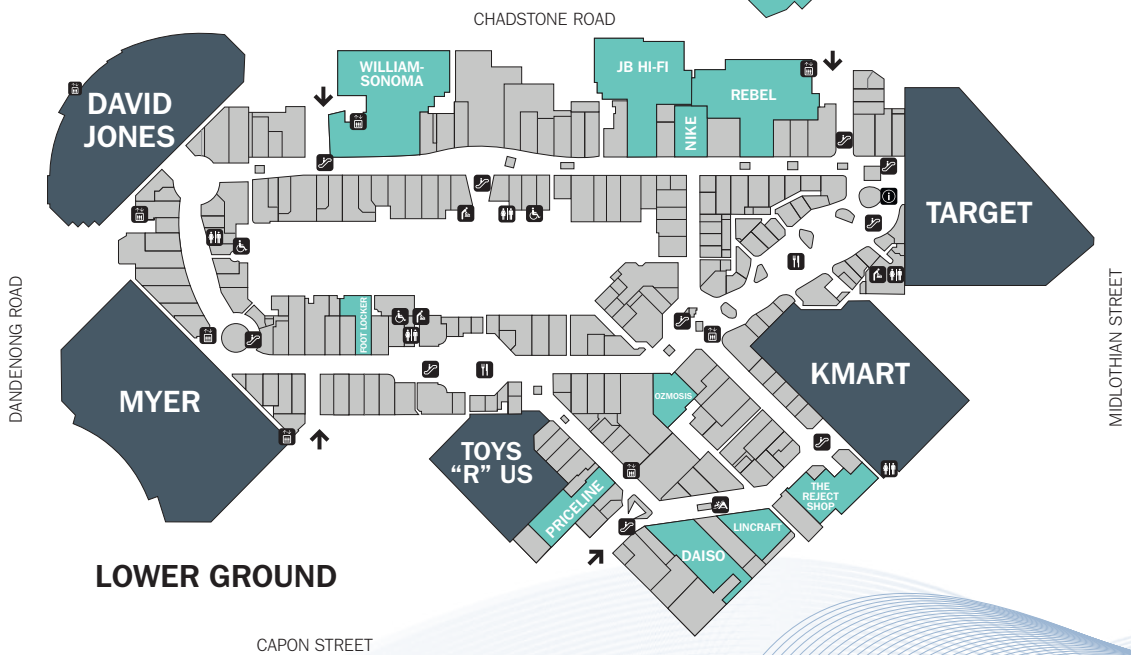 CHADSTONE ROAD
DAVID
JONES
WILLIAM-
SONOMA
JB HI-FI
REBEL
NIKE
TARGET
DANDENONG ROAD
MIDLOTHIAN STREET
FOOT LOCKER
MYER
KMART
OZMOSIS
TOYS
“R” US
PRICELINE
THE
REJECT
SHOP
LINCRAFT
DAISO
LOWER GROUND
CAPON STREET